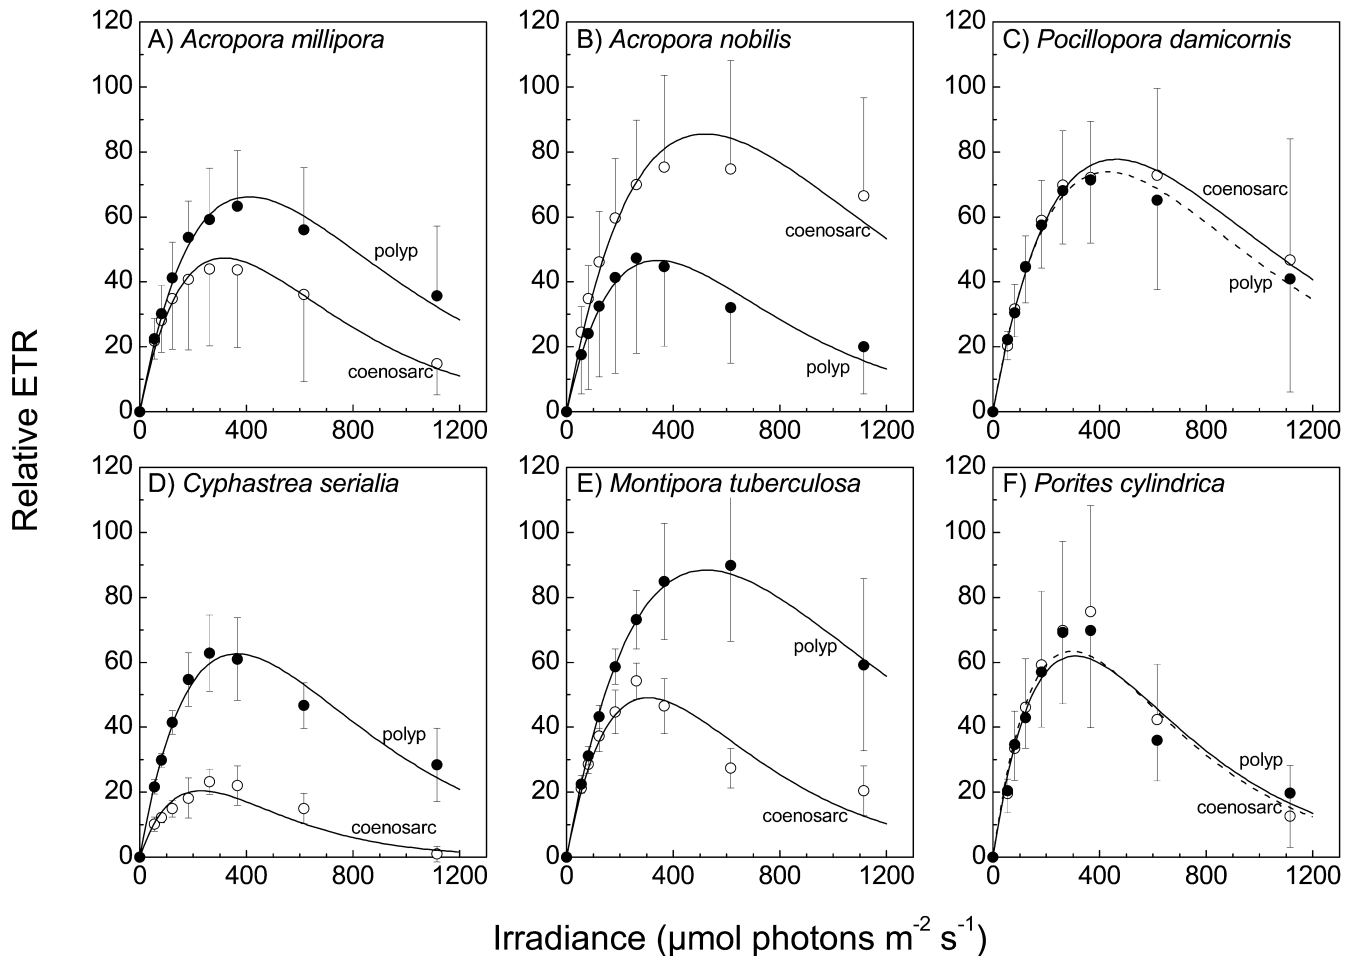 Relative ETR
A) Acropora millipora
120
100
80
60
40
20
0
0 400 800 1200
polyp
coenosarc
B) Acropora nobilis
120
100
80
60
40
20
0
0 400 800 1200
coenosarc
polyp
C) Pocillopora damicornis
120
100
80
60
40
20
0
0 400 800 1200
coenosarc
polyp
D) Cyphastrea serialia
120
100
80
60
40
20
0
0 400 800 1200
polyp
coenosarc
E) Montipora tuberculosa
120
100
80
60
40
20
0
0 400 800 1200
polyp
coenosarc
F) Porites cylindrica
120
100
80
60
40
20
0
0 400 800 1200
polyp
coenosarc
Irradiance (µmol photons m⁻² s⁻¹)